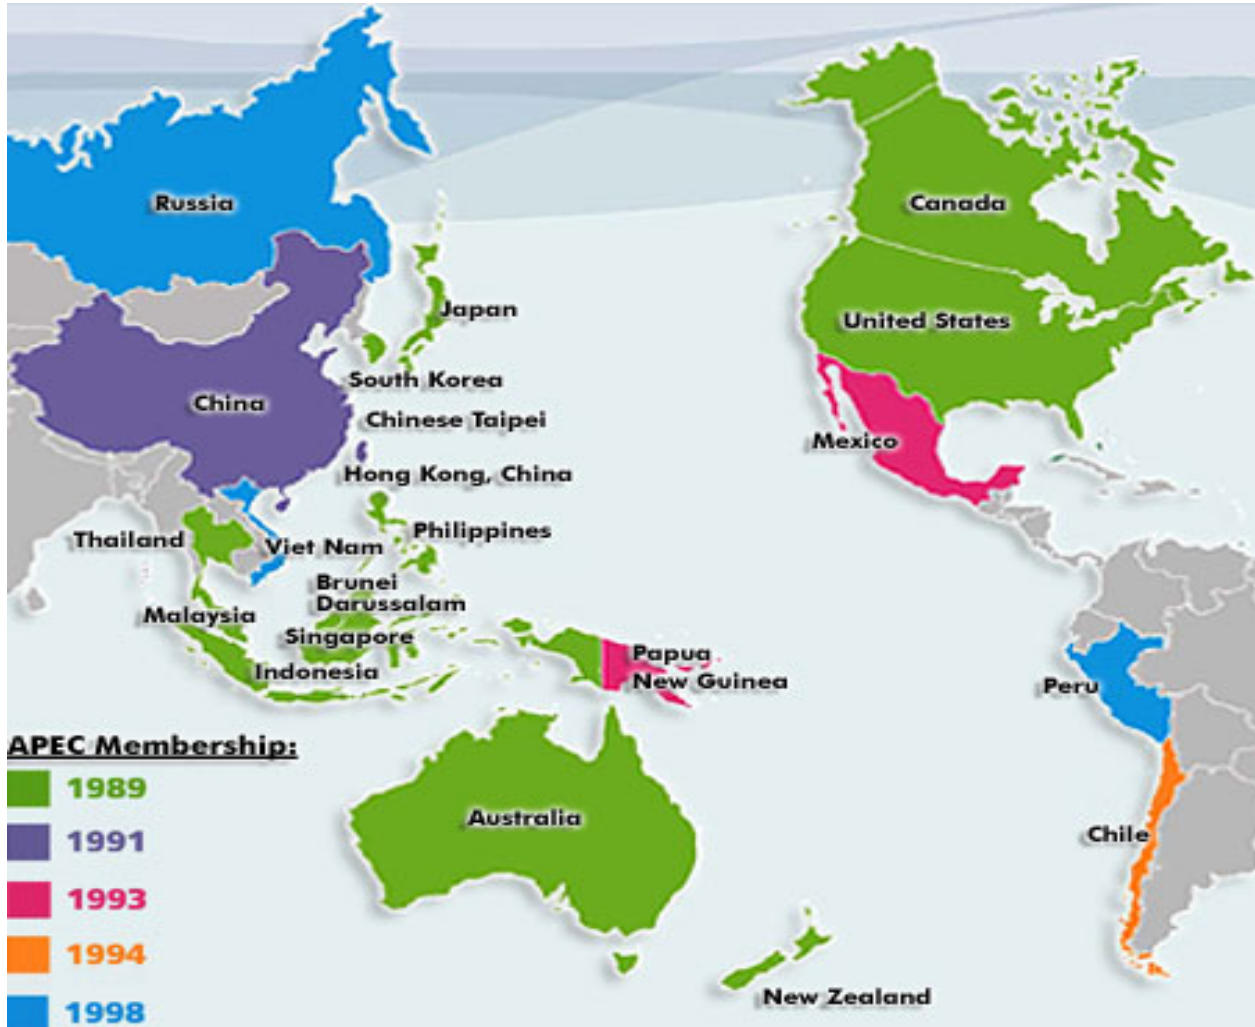 Russia
Canada
Japan
United States
South Korea
China
Chinese Taipei
Mexico
Hong Kong, China
Philippines
Thailand
Viet Nam
Brunei
Darussalam
Malaysia
Singapore
Papua
Indonesia
New Guinea
Peru
APEC Membership:
1989
Australia
1991
Chile
1993
1994
New Zealand
1998